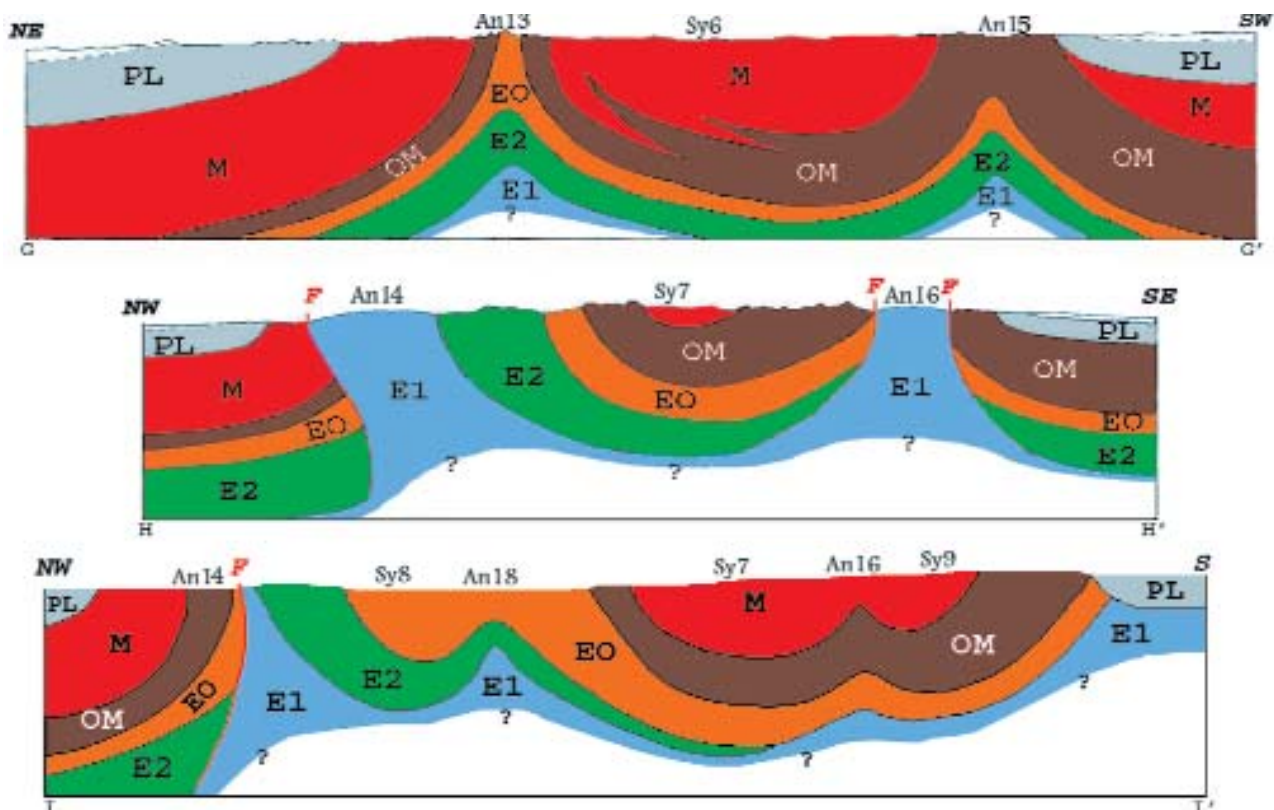 NE An13 Sy6 An15 SW
PL M OM EO E2 E1 ? M OM E2 E1 ? OM M PL
G G'
NW F An14 Sy7 F An16 F SE
PL M EO E2 E1 ? E2 EO OM ? E1 ? OM PL EO E2
H H'
NW An14 F Sy8 An18 Sy7 An16 Sy9 S
PL M OM EO E2 E1 ? E2 E1 ? EO M ? OM ? E1 PL